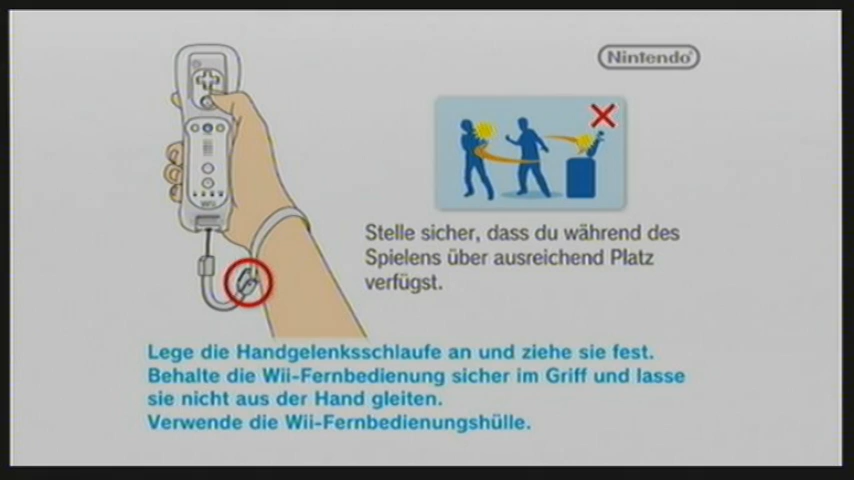 Nintendo
Stelle sicher, dass du während des
Spielens über ausreichend Platz
verfügst.
Lege die Handgelenksschlaufe an und ziehe sie fest.
Behalte die Wii-Fernbedienung sicher im Griff und lasse
sie nicht aus der Hand gleiten.
Verwende die Wii-Fernbedienungshülle.